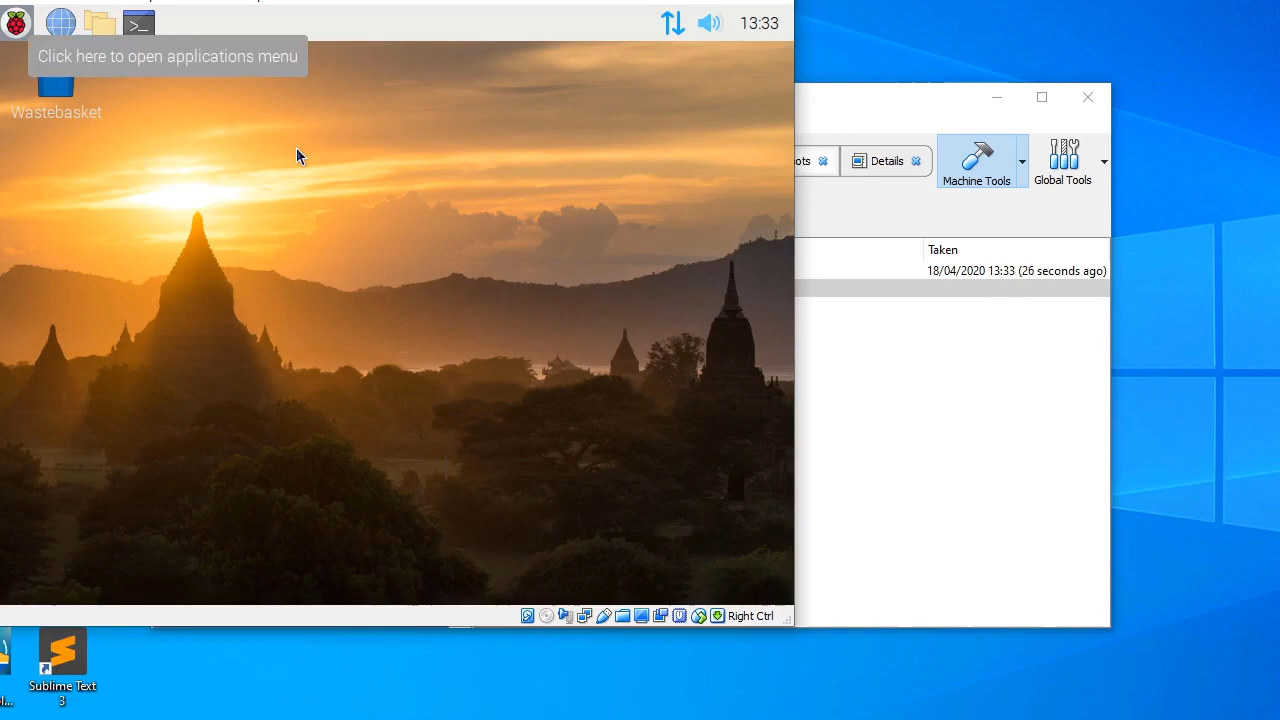 >_
13:33
Click here to open applications menu
Wastebasket
ots
Details
Machine Tools
Global Tools
Taken
18/04/2020 13:33 (26 seconds ago)
Right Ctrl
l...
Sublime Text
3